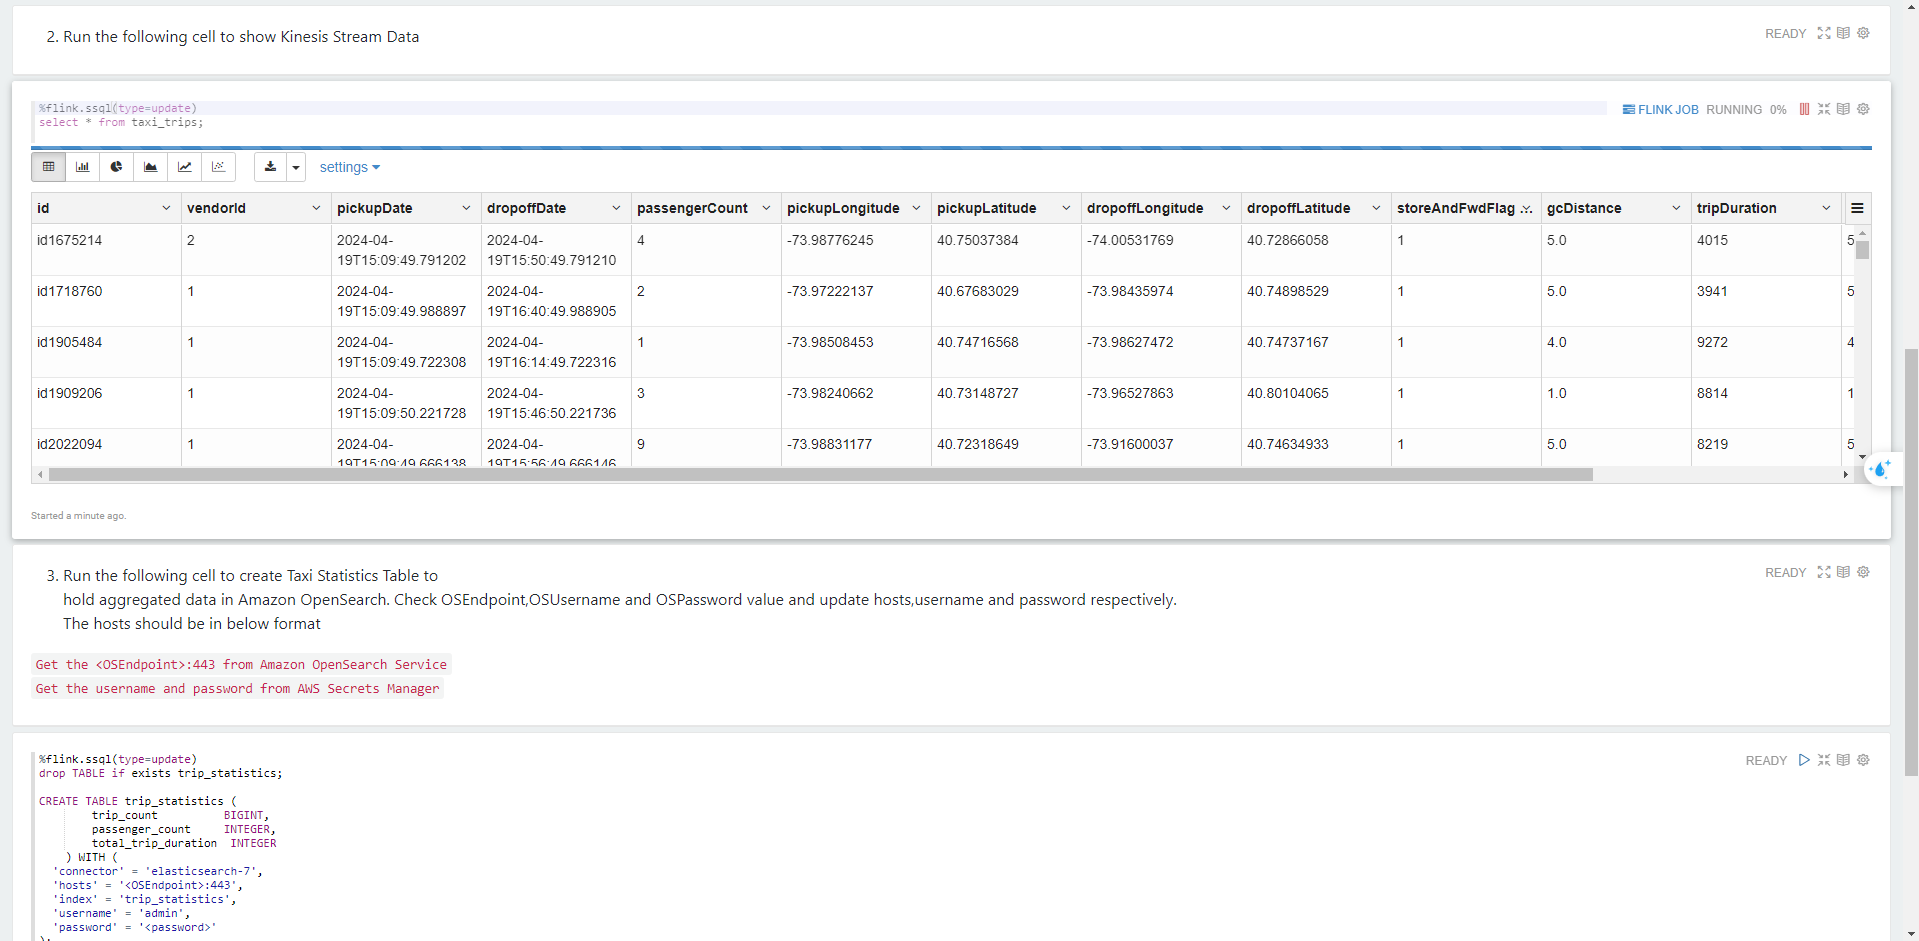 2. Run the following cell to show Kinesis Stream Data
READY
%flink.ssql(type=update)
select * from taxi_trips;
FLINK JOB RUNNING 0%
settings
id vendorId pickupDate dropoffDate passengerCount pickupLongitude pickupLatitude dropoffLongitude dropoffLatitude storeAndFwdFlag gcDistance tripDuration
id1675214 2 2024-04- 2024-04- 4 -73.98776245 40.75037384 -74.00531769 40.72866058 1 5.0 4015 5
19T15:09:49.791202 19T15:50:49.791210
id1718760 1 2024-04- 2024-04- 2 -73.97222137 40.67683029 -73.98435974 40.74898529 1 5.0 3941 5
19T15:09:49.988897 19T16:40:49.988905
id1905484 1 2024-04- 2024-04- 1 -73.98508453 40.74716568 -73.98627472 40.74737167 1 4.0 9272 4
19T15:09:49.722308 19T16:14:49.722316
id1909206 1 2024-04- 2024-04- 3 -73.98240662 40.73148727 -73.96527863 40.80104065 1 1.0 8814 1
19T15:09:50.221728 19T15:46:50.221736
id2022094 1 2024-04- 2024-04- 9 -73.98831177 40.72318649 -73.91600037 40.74634933 1 5.0 8219 5
19T15:09:49.666138 19T15:56:49.666146
Started a minute ago.
3. Run the following cell to create Taxi Statistics Table to
READY
hold aggregated data in Amazon OpenSearch. Check OSEndpoint,OSUsername and OSPassword value and update hosts,username and password respectively.
The hosts should be in below format
Get the <OSEndpoint>:443 from Amazon OpenSearch Service
Get the username and password from AWS Secrets Manager
%flink.ssql(type=update)
READY
drop TABLE if exists trip_statistics;
CREATE TABLE trip_statistics (
trip_count BIGINT,
passenger_count INTEGER,
total_trip_duration INTEGER
) WITH (
'connector' = 'elasticsearch-7',
'hosts' = '<OSEndpoint>:443',
'index' = 'trip_statistics',
'username' = 'admin',
'password' = '<password>'
);